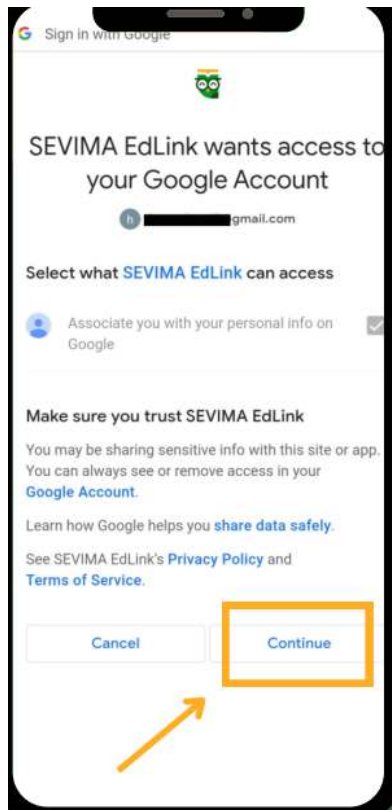 G Sign in with Google
SEVIMA EdLink wants access to
your Google Account
h gmail.com
Select what SEVIMA EdLink can access
Associate you with your personal info on
Google
Make sure you trust SEVIMA EdLink
You may be sharing sensitive info with this site or app.
You can always see or remove access in your
Google Account.
Learn how Google helps you share data safely.
See SEVIMA EdLink's Privacy Policy and
Terms of Service.
Cancel Continue